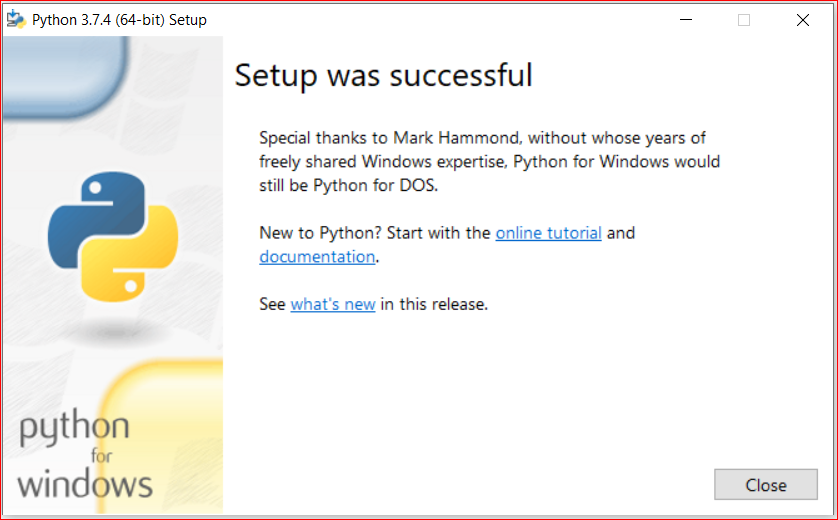 Python 3.7.4 (64-bit) Setup
Setup was successful
Special thanks to Mark Hammond, without whose years of
freely shared Windows expertise, Python for Windows would
still be Python for DOS.
New to Python? Start with the online tutorial and
documentation.
See what's new in this release.
python
for
windows
Close